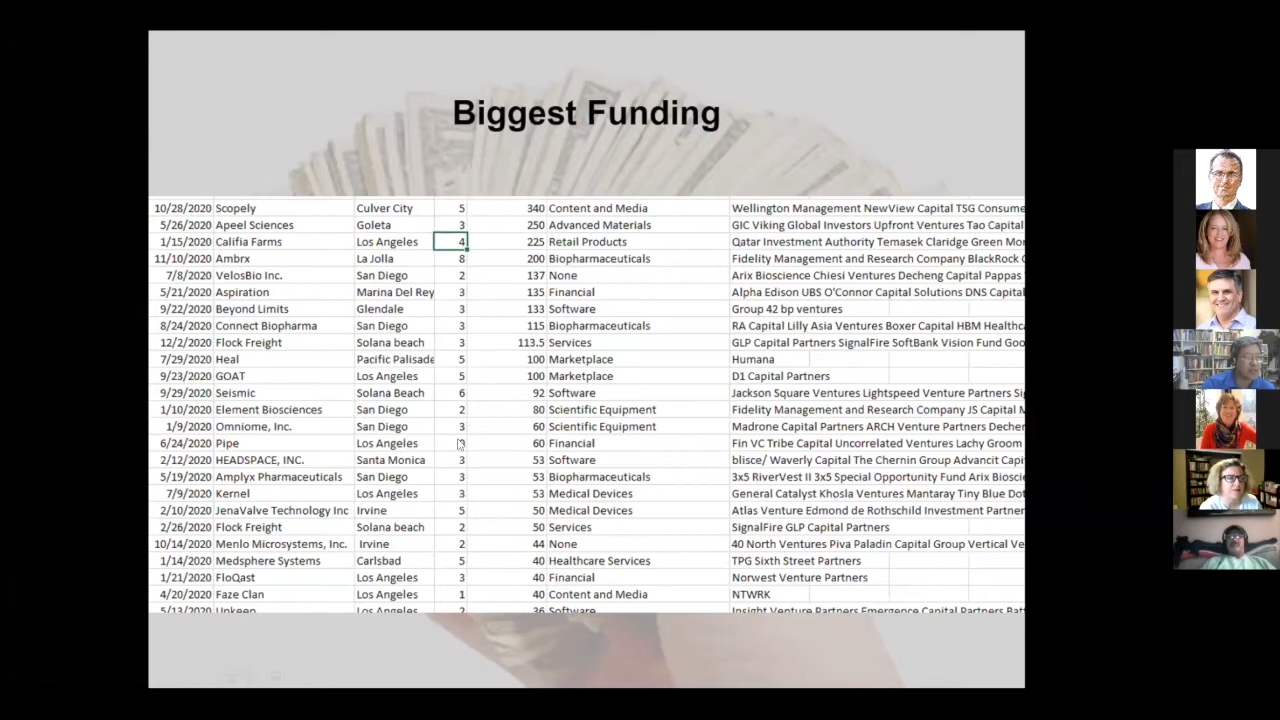 Biggest Funding
10/28/2020 Scopely Culver City 5 340 Content and Media Wellington Management NewView Capital TSG Consume
5/26/2020 Apeel Sciences Goleta 3 250 Advanced Materials GIC Viking Global Investors Upfront Ventures Tao Capital
1/15/2020 Califia Farms Los Angeles 4 225 Retail Products Qatar Investment Authority Temasek Claridge Green Mo
11/10/2020 Ambrx La Jolla 8 200 Biopharmaceuticals Fidelity Management and Research Company BlackRock
7/8/2020 VelosBio Inc. San Diego 2 137 None Arix Bioscience Chiesi Ventures Decheng Capital Pappas
5/21/2020 Aspiration Marina Del Rey 3 135 Financial Alpha Edison UBS O'Connor Capital Solutions DNS Capital
9/22/2020 Beyond Limits Glendale 3 133 Software Group 42 bp ventures
8/24/2020 Connect Biopharma San Diego 3 115 Biopharmaceuticals RA Capital Lilly Asia Ventures Boxer Capital HBM Healthc
12/2/2020 Flock Freight Solana beach 3 113.5 Services GLP Capital Partners SignalFire SoftBank Vision Fund Goo
7/29/2020 Heal Pacific Palisade 5 100 Marketplace Humana
9/23/2020 GOAT Los Angeles 5 100 Marketplace D1 Capital Partners
9/29/2020 Seismic Solana Beach 6 92 Software Jackson Square Ventures Lightspeed Venture Partners Si
1/10/2020 Element Biosciences San Diego 2 80 Scientific Equipment Fidelity Management and Research Company JS Capital
1/9/2020 Omniome, Inc. San Diego 3 60 Scientific Equipment Madrone Capital Partners ARCH Venture Partners Decher
6/24/2020 Pipe Los Angeles 60 Financial Fin VC Tribe Capital Uncorrelated Ventures Lachy Groom
2/12/2020 HEADSPACE, INC. Santa Monica 3 53 Software blisce/ Waverly Capital The Chernin Group Advancit Capi
5/19/2020 Amplyx Pharmaceuticals San Diego 3 53 Biopharmaceuticals 3x5 RiverVest II 3x5 Special Opportunity Fund Arix Biosci
7/9/2020 Kernel Los Angeles 3 53 Medical Devices General Catalyst Khosla Ventures Mantaray Tiny Blue Dot
2/10/2020 JenaValve Technology Inc Irvine 5 50 Medical Devices Atlas Venture Edmond de Rothschild Investment Partner
2/26/2020 Flock Freight Solana beach 2 50 Services SignalFire GLP Capital Partners
10/14/2020 Menlo Microsystems, Inc. Irvine 2 44 None 40 North Ventures Piva Paladin Capital Group Vertical Ve
1/14/2020 Medsphere Systems Carlsbad 5 40 Healthcare Services TPG Sixth Street Partners
1/21/2020 FloQast Los Angeles 3 40 Financial Norwest Venture Partners
4/20/2020 Faze Clan Los Angeles 1 40 Content and Media NTWRK
5/13/2020 Upkeep Los Angeles 2 36 Software Insight Venture Partners Emergence Capital Partners